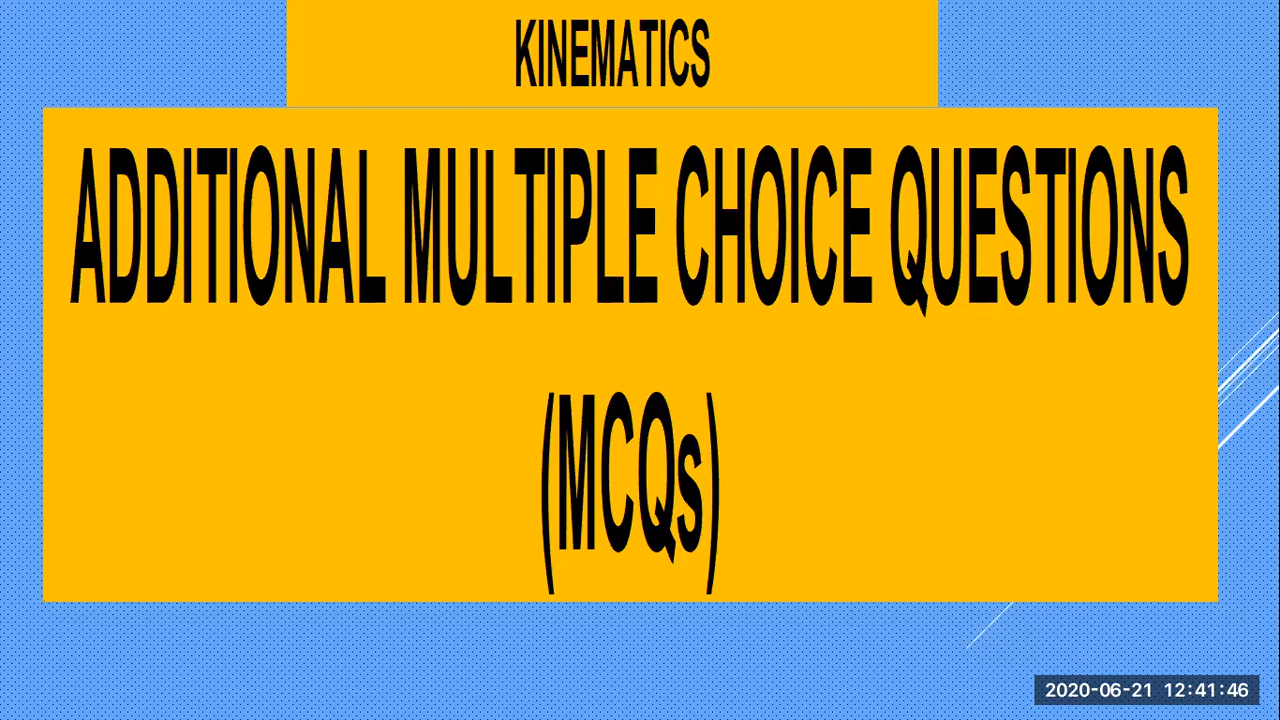 KINEMATICS
ADDITIONAL MULTIPLE CHOICE QUESTIONS
(MCQs)
2020-06-21 12:41:46